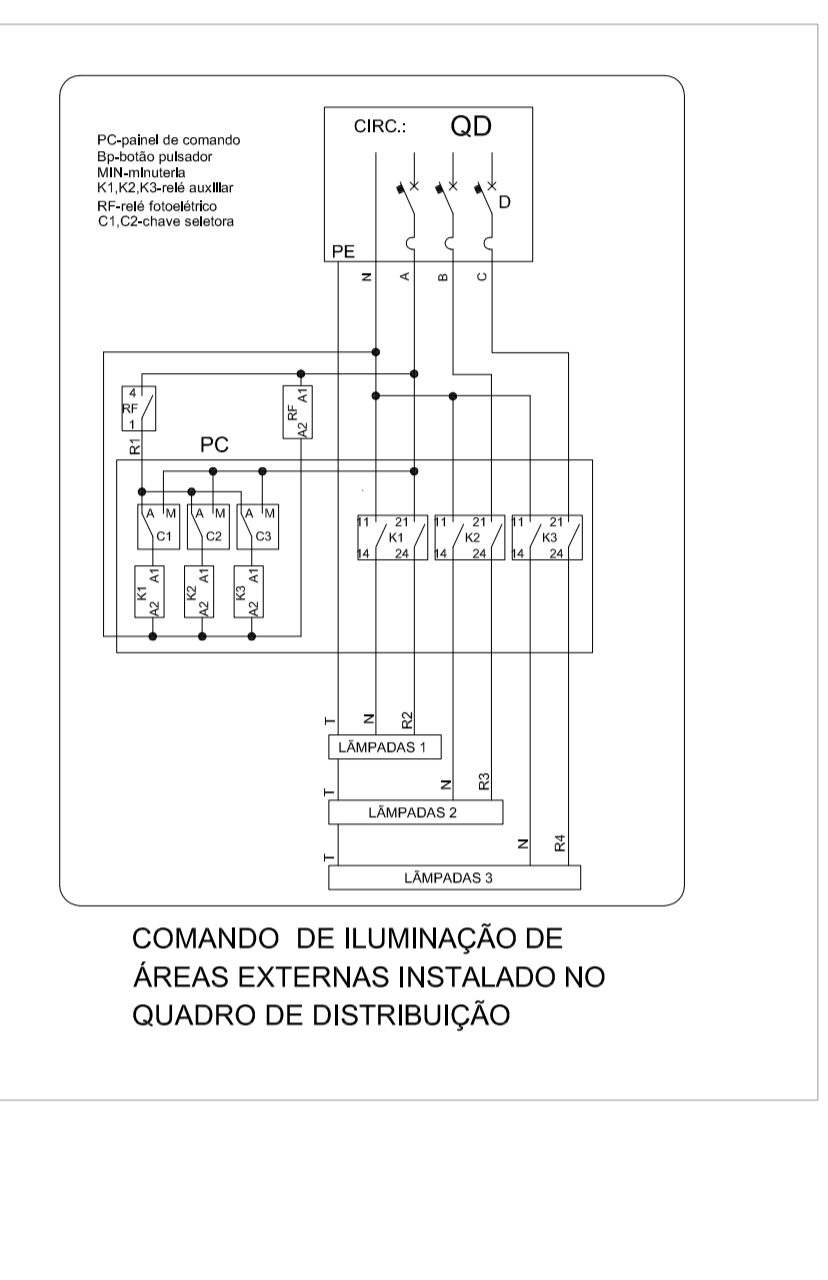 CIRC.: QD
PC-painel de comando
Bp-botão pulsador
MIN-minuteria
K1,K2,K3-relé auxiliar
RF-relé fotoelétrico
C1,C2-chave seletora
D
PE
N A B C
4
RF
1
R1
RF A1 A2
PC
A M A M A M
C1 C2 C3
11 21 11 21 11 21
K1 K2 K3
14 24 14 24 14 24
K1 A1 A2 K2 A1 A2 K3 A1 A2
T N R2
LÃMPADAS 1
T N R3
LÃMPADAS 2
T N R4
LÃMPADAS 3
COMANDO DE ILUMINAÇÃO DE
ÁREAS EXTERNAS INSTALADO NO
QUADRO DE DISTRIBUIÇÃO